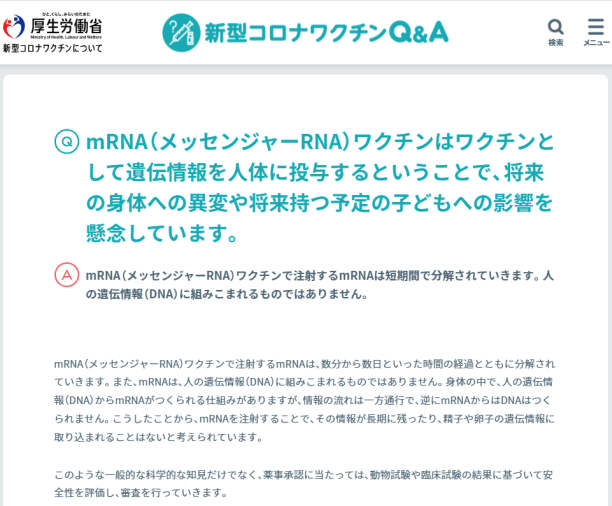 ひと、くらし、みらいのために
厚生労働省
Ministry of Health, Labour and Welfare
新型コロナワクチンについて
新型コロナワクチンQ&A
検索
メニュー
Q mRNA（メッセンジャーRNA）ワクチンはワクチンと
して遺伝情報を人体に投与するということで、将来
の身体への異変や将来持つ予定の子どもへの影響を
懸念しています。
A mRNA（メッセンジャーRNA）ワクチンで注射するmRNAは短期間で分解されていきます。人
の遺伝情報（DNA）に組みこまれるものではありません。
mRNA（メッセンジャーRNA）ワクチンで注射するmRNAは、数分から数日といった時間の経過とともに分解され
ていきます。また、mRNAは、人の遺伝情報（DNA）に組みこまれるものではありません。身体の中で、人の遺伝情
報（DNA）からmRNAがつくられる仕組みがありますが、情報の流れは一方通行で、逆にmRNAからはDNAはつく
られません。こうしたことから、mRNAを注射することで、その情報が長期に残ったり、精子や卵子の遺伝情報に
取り込まれることはないと考えられています。
このような一般的な科学的な知見だけでなく、薬事承認に当たっては、動物試験や臨床試験の結果に基づいて安
全性を評価し、審査を行っていきます。